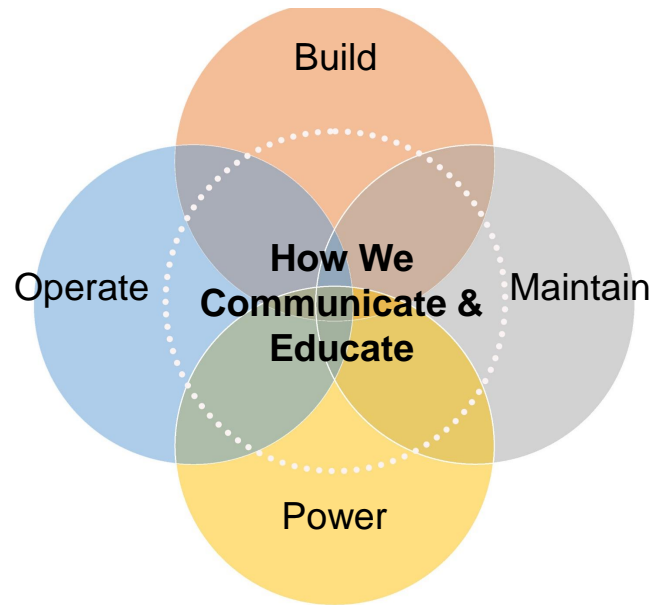 Build
Operate
How We
Communicate &
Educate
Maintain
Power